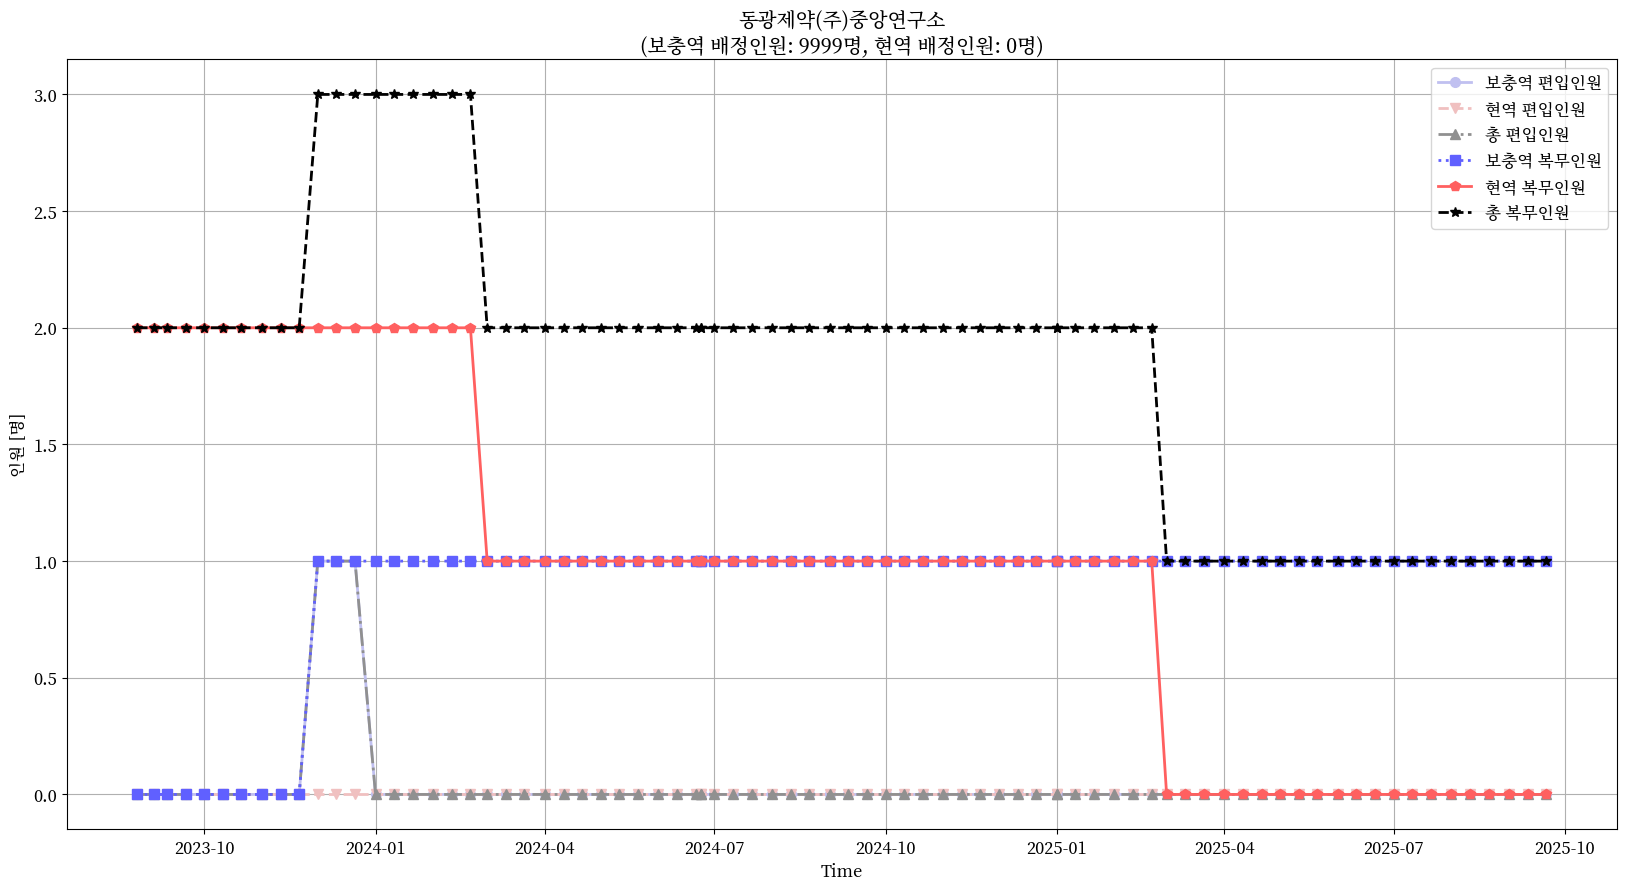 동광제약(주)중앙연구소
(보충역 배정인원: 9999명, 현역 배정인원: 0명)
보충역 편입인원
현역 편입인원
총 편입인원
보충역 복무인원
현역 복무인원
총 복무인원
인원 [명]
3.0
2.5
2.0
1.5
1.0
0.5
0.0
2023-10
2024-01
2024-04
2024-07
2024-10
2025-01
2025-04
2025-07
2025-10
Time